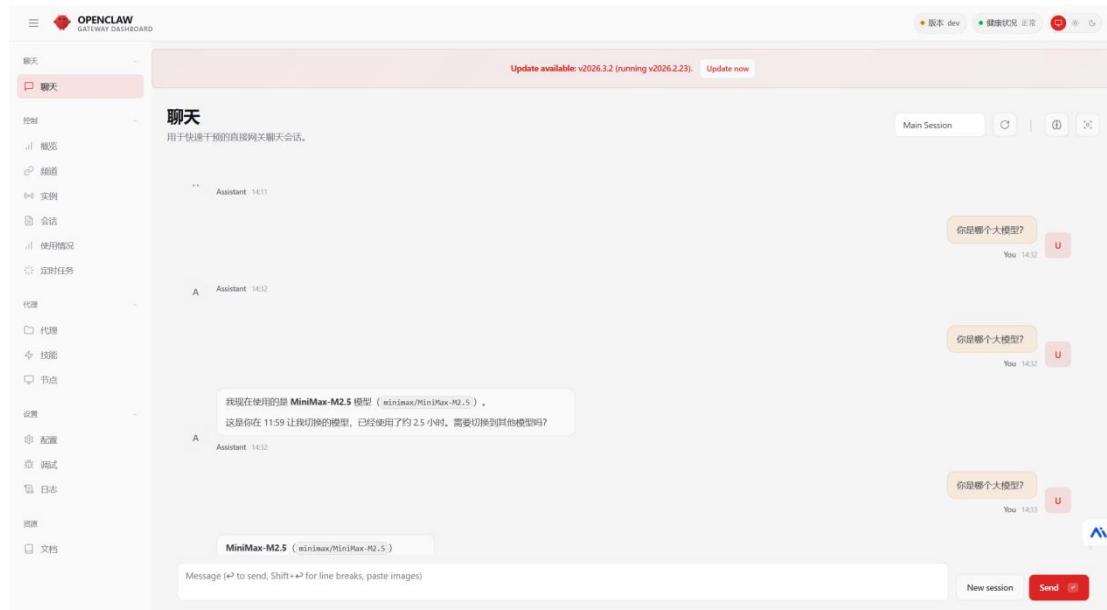 OPENCLAW
GATEWAY DASHBOARD
版本 dev
健康状况 正常
Update available: v2026.3.2 (running v2026.2.23). Update now
聊天
聊天
控制
概览
频道
实例
会话
使用情况
定时任务
代理
代理
技能
节点
设置
配置
调试
日志
资源
文档
聊天
用于快速干预的直接网关聊天会话。
Main Session
Assistant 14:11
你是哪个大模型?
U
You 14:32
A
Assistant 14:32
你是哪个大模型?
U
You 14:32
我现在使用的是 MiniMax-M2.5 模型（minimax/MiniMax-M2.5）。
这是你在 11:59 让我切换的模型，已经使用了约 2.5 小时。需要切换到其他模型吗?
A
Assistant 14:32
你是哪个大模型?
U
You 14:33
MiniMax-M2.5（minimax/MiniMax-M2.5）
Message (↩ to send, Shift+↩ for line breaks, paste images)
New session
Send